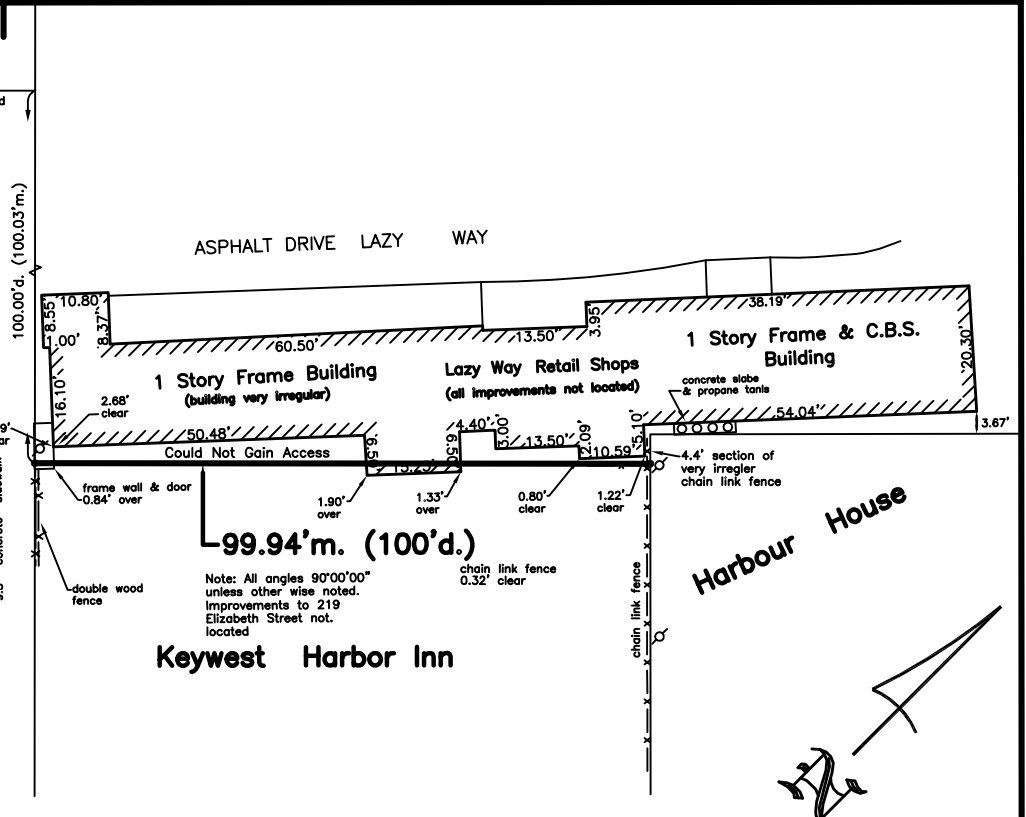 d
100.00'd. (100.03'm.)
ASPHALT DRIVE LAZY WAY
10.80'
8.55'
8.37'
1.00'
38.19'
3.95'
13.50'
60.50'
20.30'
1 Story Frame & C.B.S.
Building
Lazy Way Retail Shops
(all improvements not located)
1 Story Frame Building
(building very irregular)
concrete slabe
& propane tanls
16.10'
2.68'
clear
54.04'
3.67'
4.40'
3.00'
5.10'
50.48'
6.5'
6.50'
13.50'
2.09'
10.59'
Could Not Gain Access
4.4' section of
very irregler
chain link fence
frame wall & door
0.84' over
1.90'
over
1.33'
over
0.80'
clear
1.22'
clear
99.94'm. (100'd.)
chain link fence
0.32' clear
Note: All angles 90°00'00"
unless other wise noted.
Improvements to 219
Elizabeth Street not.
located
double wood
fence
chain link fence
Harbour House
Keywest Harbor Inn
N